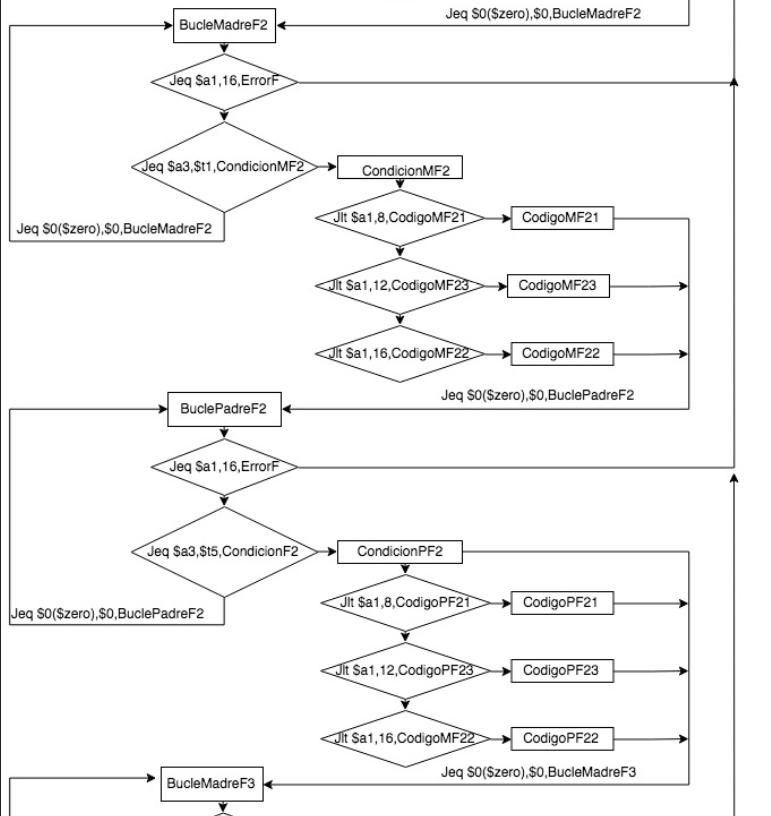 Jeq $0($zero),$0,BucleMadreF2
BucleMadreF2
Jeq $a1,16,ErrorF
Jeq $a3,$t1,CondicionMF2
CondicionMF2
Jlt $a1,8,CodigoMF21
CodigoMF21
Jeq $0($zero),$0,BucleMadreF2
Jlt $a1,12,CodigoMF23
CodigoMF23
Jlt $a1,16,CodigoMF22
CodigoMF22
Jeq $0($zero),$0,BuclePadreF2
BuclePadreF2
Jeq $a1,16,ErrorF
Jeq $a3,$t5,CondicionF2
CondicionPF2
Jlt $a1,8,CodigoPF21
CodigoPF21
Jeq $0($zero),$0,BuclePadreF2
Jlt $a1,12,CodigoPF23
CodigoPF23
Jlt $a1,16,CodigoMF22
CodigoPF22
Jeq $0($zero),$0,BucleMadreF3
BucleMadreF3